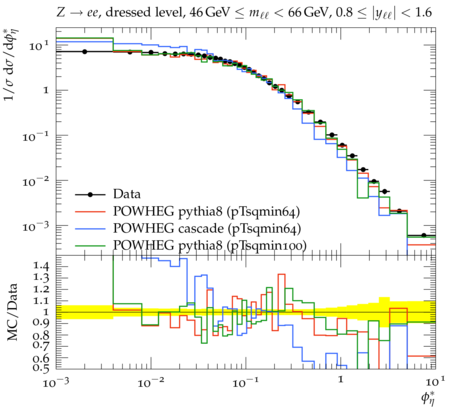 Z → ee, dressed level, 46 GeV ≤ mℓℓ < 66 GeV, 0.8 ≤ |yℓℓ| < 1.6
1/σ dσ/dφ*η
10¹
1
10⁻¹
10⁻²
10⁻³
Data
POWHEG pythia8 (pTsqmin64)
POWHEG cascade (pTsqmin64)
POWHEG pythia8 (pTsqmin100)
MC/Data
1.4
1.3
1.2
1.1
1
0.9
0.8
0.7
0.6
0.5
10⁻³ 10⁻² 10⁻¹ 1 10¹
φ*η